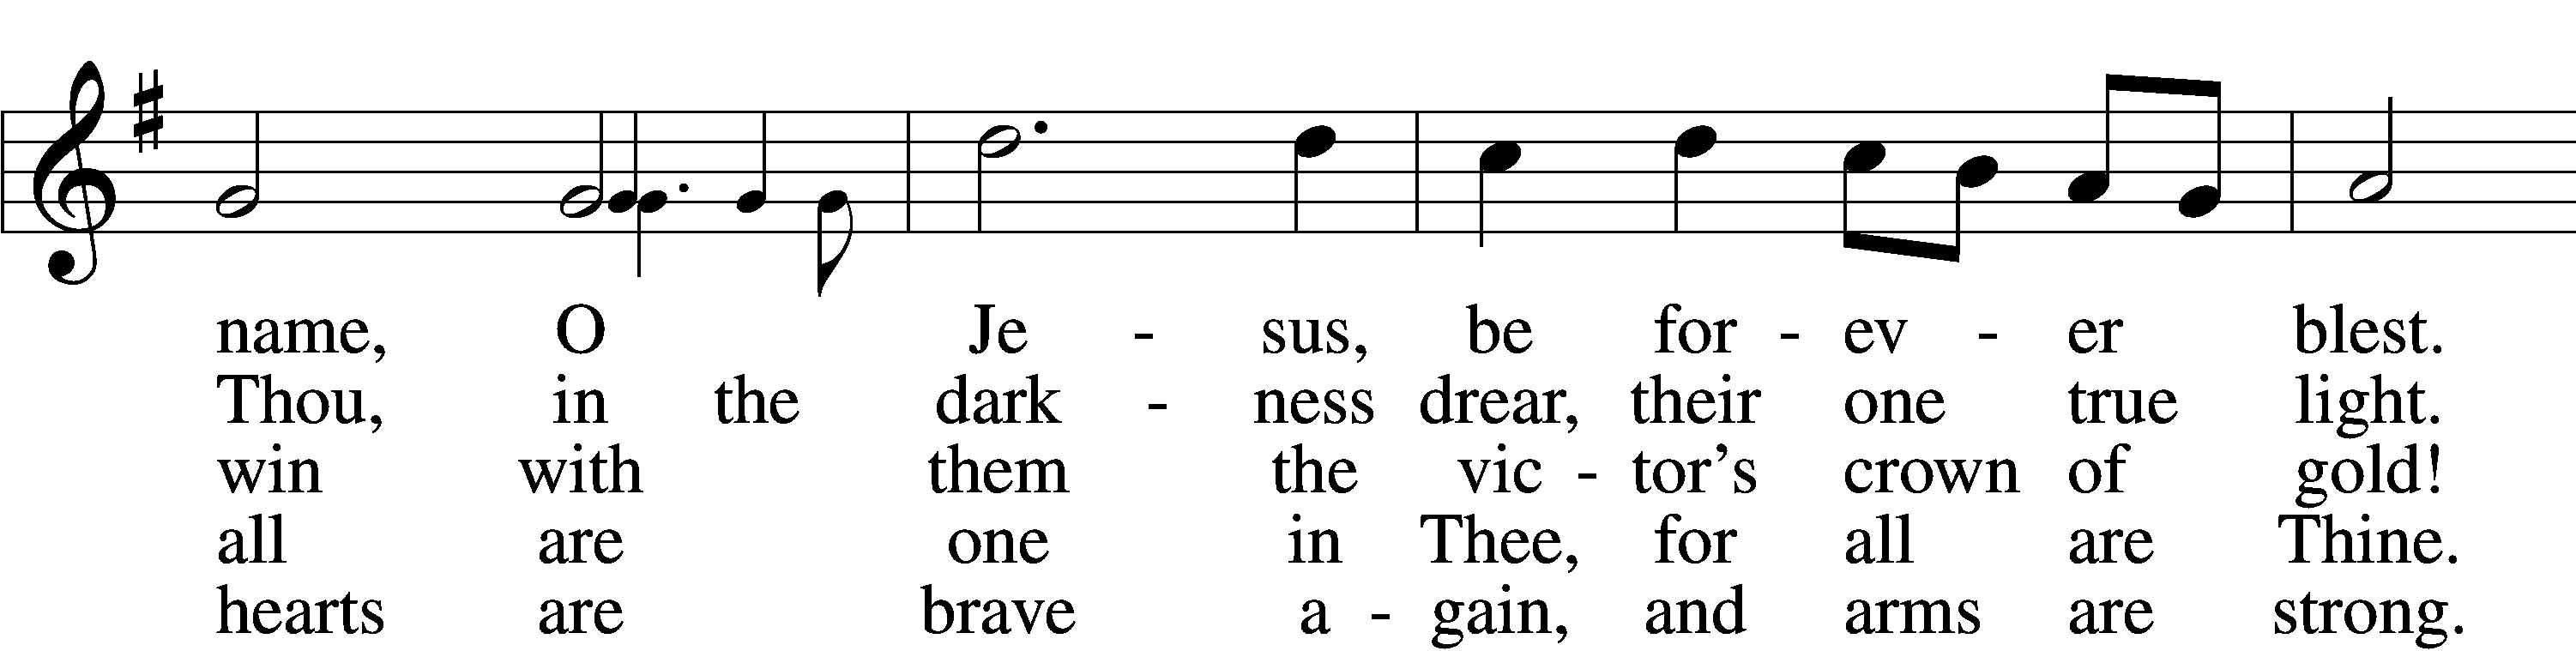 name, O Je - sus, be for - ev - er blest.
Thou, in the dark - ness drear, their one true light.
win with them the vic - tor's crown of gold!
all are one in Thee, for all are Thine.
hearts are brave a - gain, and arms are strong.